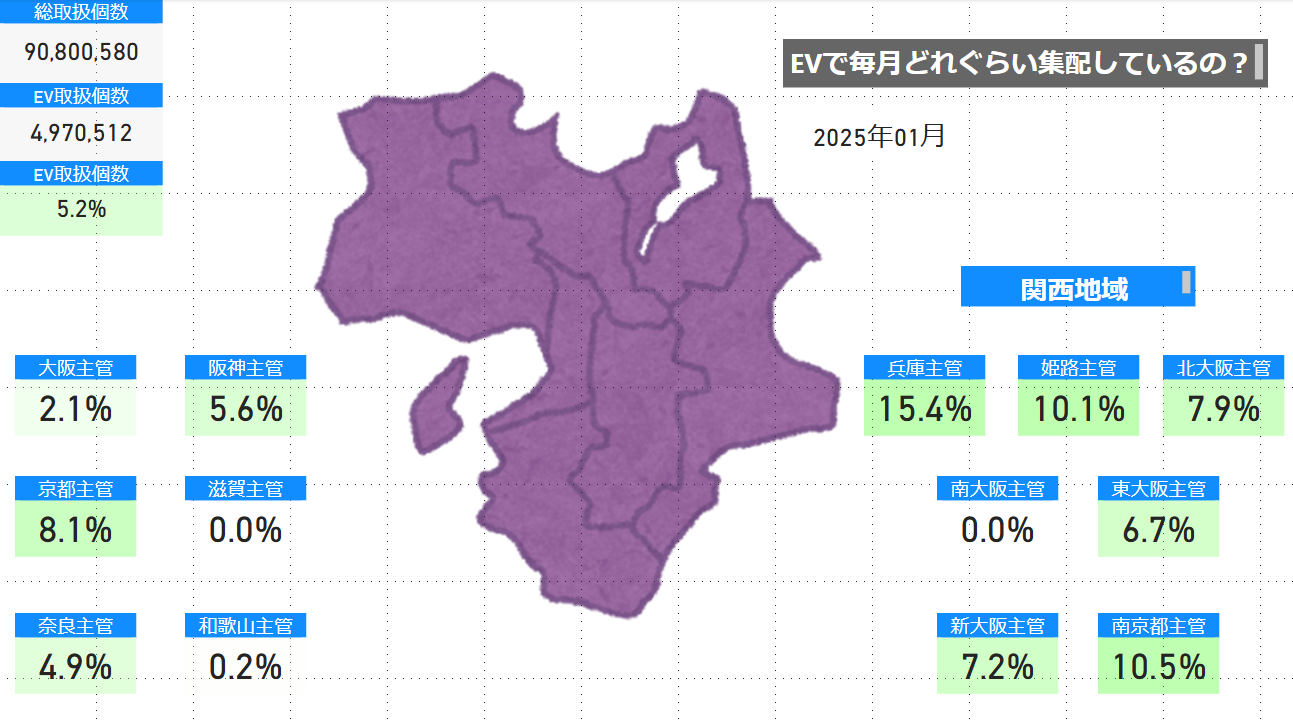 総取扱個数
90,800,580
EV取扱個数
4,970,512
EV取扱個数
5.2%
EVで毎月どれぐらい集配しているの？
2025年01月
関西地域
大阪主管
2.1%
阪神主管
5.6%
兵庫主管
15.4%
姫路主管
10.1%
北大阪主管
7.9%
京都主管
8.1%
滋賀主管
0.0%
南大阪主管
0.0%
東大阪主管
6.7%
奈良主管
4.9%
和歌山主管
0.2%
新大阪主管
7.2%
南京都主管
10.5%